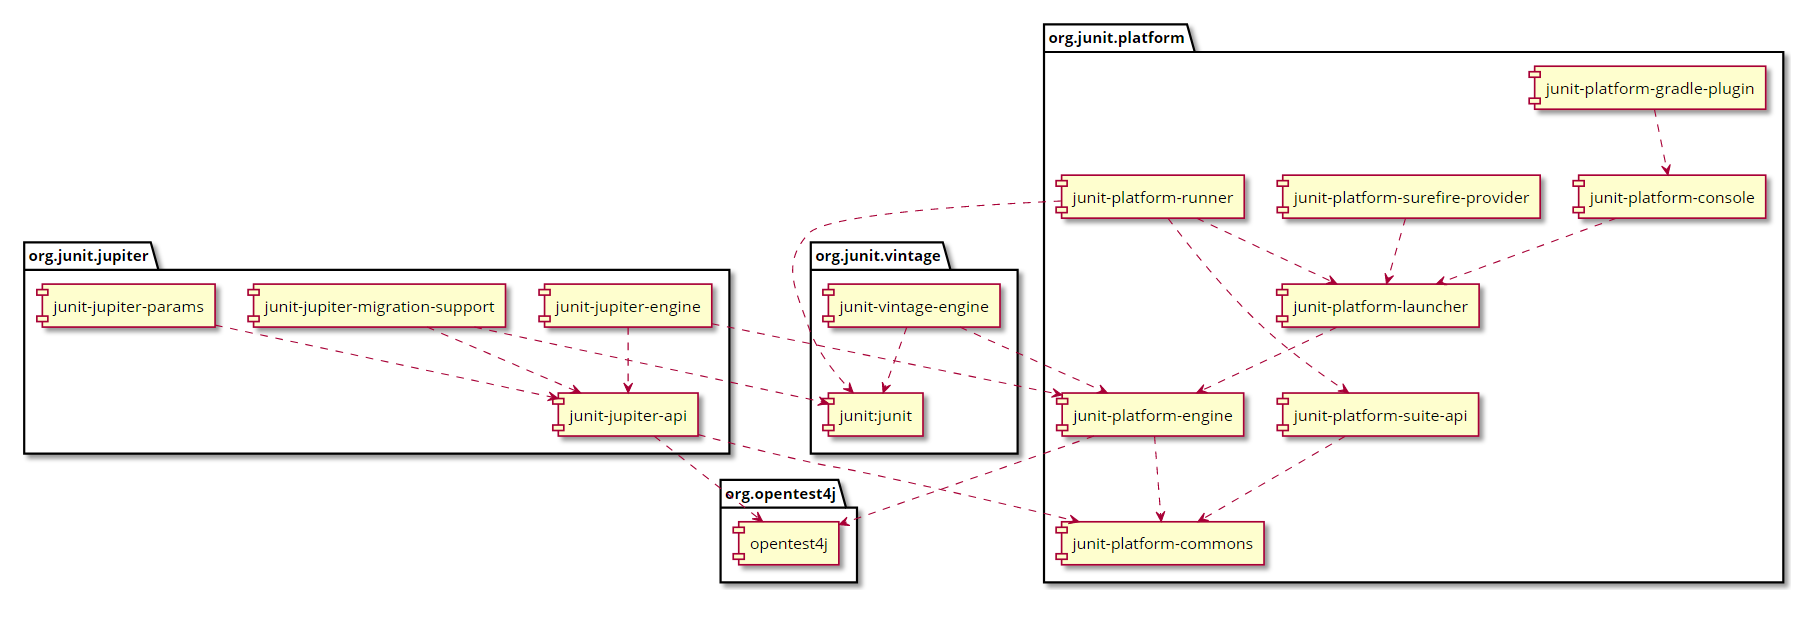 org.junit.platform
junit-platform-gradle-plugin
junit-platform-runner
junit-platform-surefire-provider
junit-platform-console
org.junit.jupiter
org.junit.vintage
junit-jupiter-params
junit-jupiter-migration-support
junit-jupiter-engine
junit-vintage-engine
junit-platform-launcher
junit-jupiter-api
junit:junit
junit-platform-engine
junit-platform-suite-api
org.opentest4j
opentest4j
junit-platform-commons